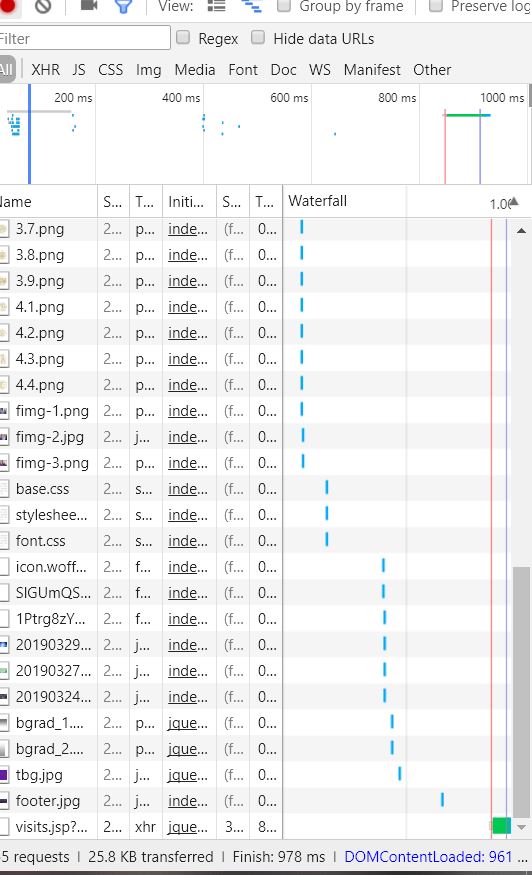 View: Group by frame Preserve log
Filter Regex Hide data URLs
All XHR JS CSS Img Media Font Doc WS Manifest Other
200 ms 400 ms 600 ms 800 ms 1000 ms
Name S... T... Initi... S... T... Waterfall 1.00
3.7.png 2... p... inde... (f... 0...
3.8.png 2... p... inde... (f... 0...
3.9.png 2... p... inde... (f... 0...
4.1.png 2... p... inde... (f... 0...
4.2.png 2... p... inde... (f... 0...
4.3.png 2... p... inde... (f... 0...
4.4.png 2... p... inde... (f... 0...
fimg-1.png 2... p... inde... (f... 0...
fimg-2.jpg 2... j... inde... (f... 0...
fimg-3.png 2... p... inde... (f... 0...
base.css 2... s... inde... (f... 0...
styleshee... 2... s... inde... (f... 0...
font.css 2... s... inde... (f... 0...
icon.woff... 2... f... inde... (f... 0...
SlGUmQS... 2... f... inde... (f... 0...
1Ptrg8zY... 2... f... inde... (f... 0...
20190329... 2... j... inde... (f... 0...
20190327... 2... j... inde... (f... 0...
20190324... 2... j... inde... (f... 0...
bgrad_1.... 2... p... jque... (f... 0...
bgrad_2.... 2... p... jque... (f... 0...
tbg.jpg 2... j... jque... (f... 0...
footer.jpg 2... j... inde... (f... 0...
visits.jsp?... 2... xhr jque... 3... 8...
5 requests | 25.8 KB transferred | Finish: 978 ms | DOMContentLoaded: 961 ...